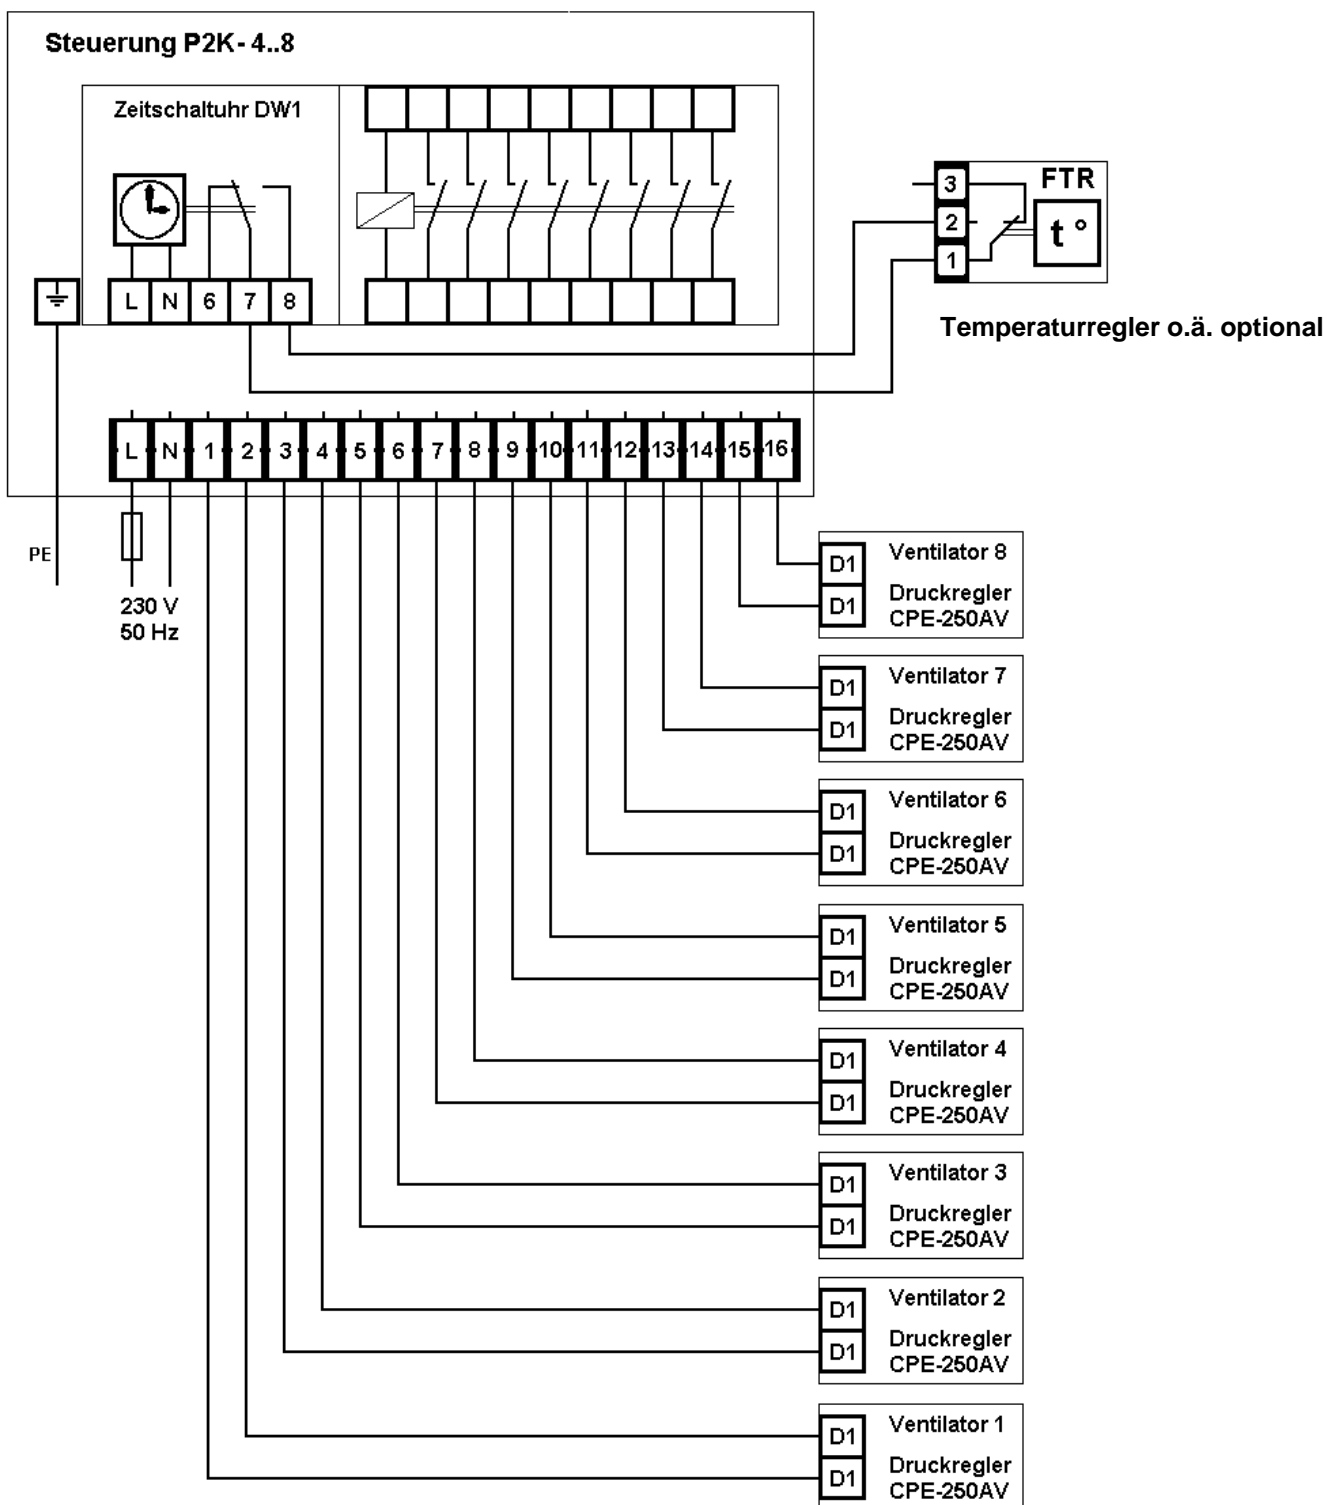 Steuerung P2K- 4..8
Zeitschaltuhr DW1
L N 6 7 8
3 FTR
2 t °
1
Temperaturregler o.ä. optional
L N 1 2 3 4 5 6 7 8 9 10 11 12 13 14 15 16
PE
230 V
50 Hz
D1 Ventilator 8
D1 Druckregler
CPE-250AV
D1 Ventilator 7
D1 Druckregler
CPE-250AV
D1 Ventilator 6
D1 Druckregler
CPE-250AV
D1 Ventilator 5
D1 Druckregler
CPE-250AV
D1 Ventilator 4
D1 Druckregler
CPE-250AV
D1 Ventilator 3
D1 Druckregler
CPE-250AV
D1 Ventilator 2
D1 Druckregler
CPE-250AV
D1 Ventilator 1
D1 Druckregler
CPE-250AV